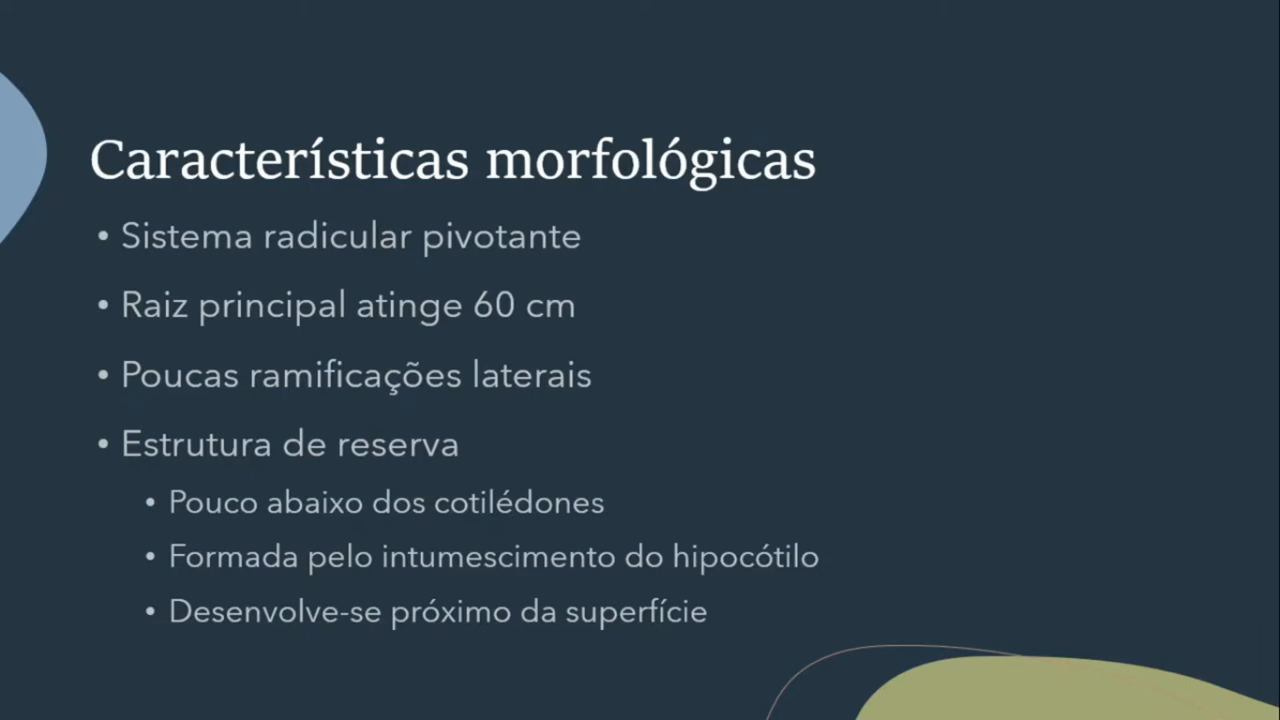 Características morfológicas
• Sistema radicular pivotante
• Raiz principal atinge 60 cm
• Poucas ramificações laterais
• Estrutura de reserva
• Pouco abaixo dos cotilédones
• Formada pelo intumescimento do hipocótilo
• Desenvolve-se próximo da superfície